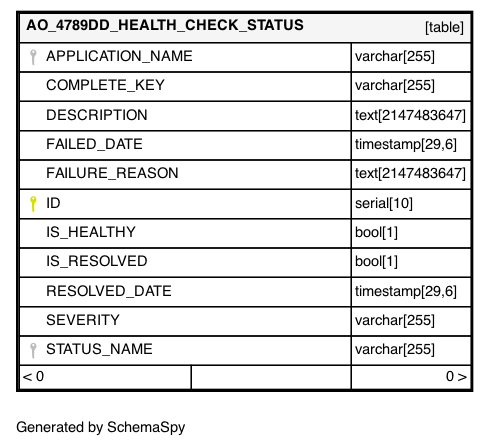 AO_4789DD_HEALTH_CHECK_STATUS [table]
APPLICATION_NAME varchar[255]
COMPLETE_KEY varchar[255]
DESCRIPTION text[2147483647]
FAILED_DATE timestamp[29,6]
FAILURE_REASON text[2147483647]
ID serial[10]
IS_HEALTHY bool[1]
IS_RESOLVED bool[1]
RESOLVED_DATE timestamp[29,6]
SEVERITY varchar[255]
STATUS_NAME varchar[255]
< 0 0 >
Generated by SchemaSpy